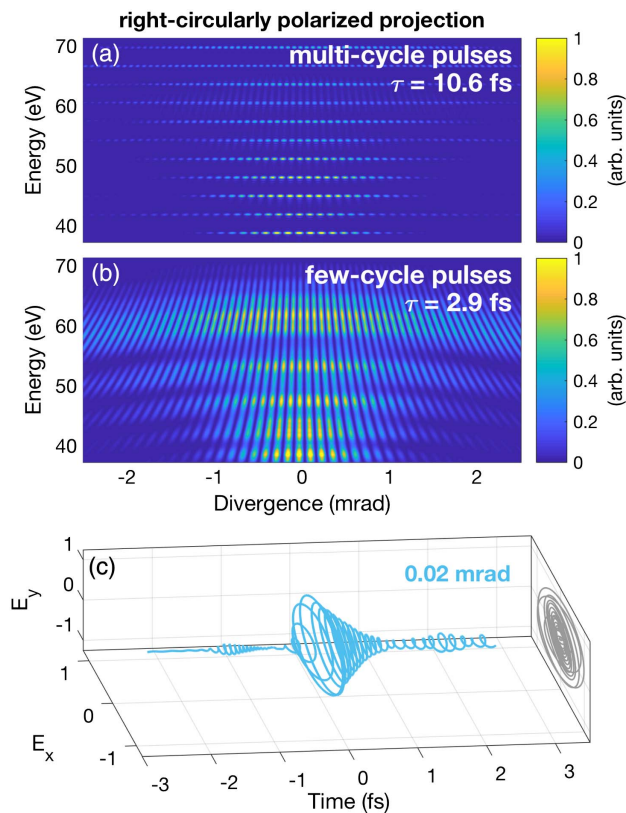 right-circularly polarized projection
(a)
multi-cycle pulses
τ = 10.6 fs
70
60
50
40
Energy (eV)
1
0.8
0.6
0.4
0.2
0
(arb. units)
(b)
few-cycle pulses
τ = 2.9 fs
70
60
50
40
Energy (eV)
1
0.8
0.6
0.4
0.2
0
(arb. units)
-2 -1 0 1 2
Divergence (mrad)
(c)
0.02 mrad
1
0
-1
E_y
1
0
-1
E_x
-3 -2 -1 0 1 2 3
Time (fs)